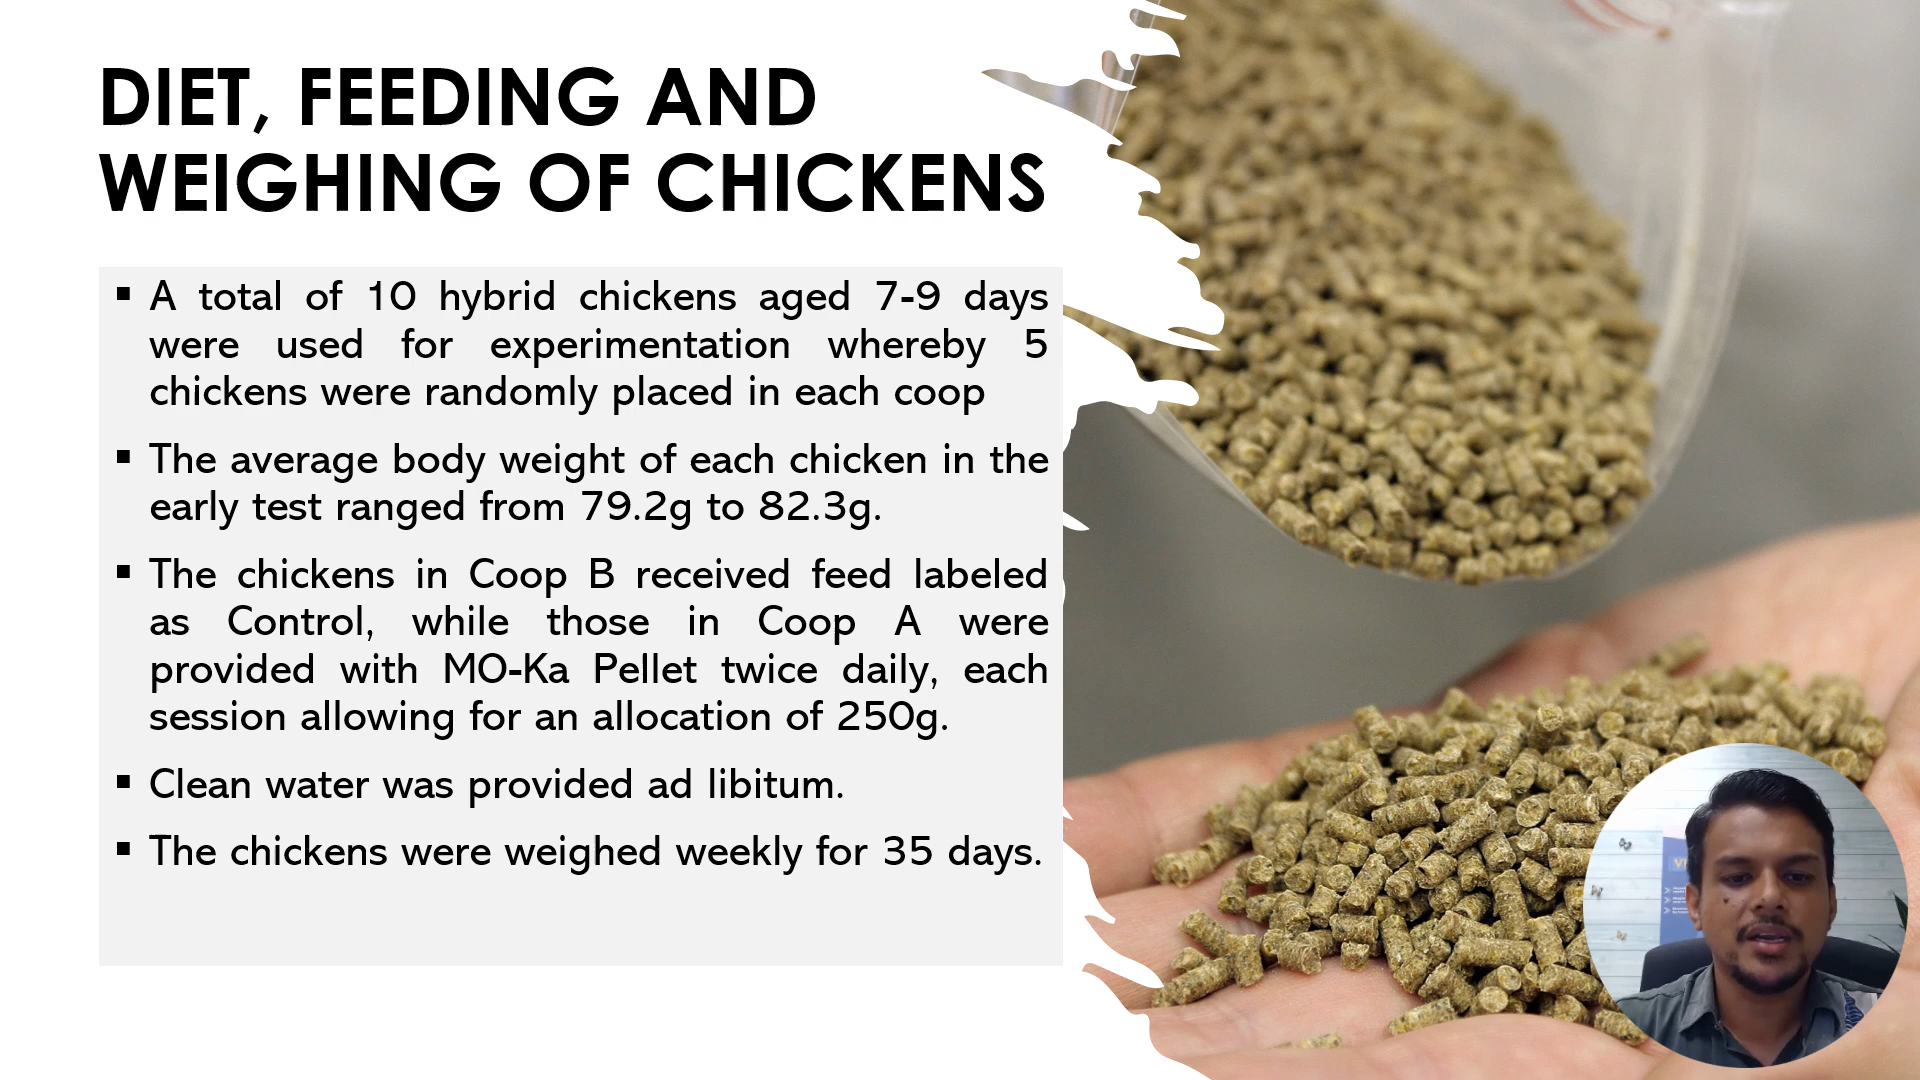 DIET, FEEDING AND
WEIGHING OF CHICKENS
▪ A total of 10 hybrid chickens aged 7-9 days
were used for experimentation whereby 5
chickens were randomly placed in each coop
▪ The average body weight of each chicken in the
early test ranged from 79.2g to 82.3g.
▪ The chickens in Coop B received feed labeled
as Control, while those in Coop A were
provided with MO-Ka Pellet twice daily, each
session allowing for an allocation of 250g.
▪ Clean water was provided ad libitum.
▪ The chickens were weighed weekly for 35 days.